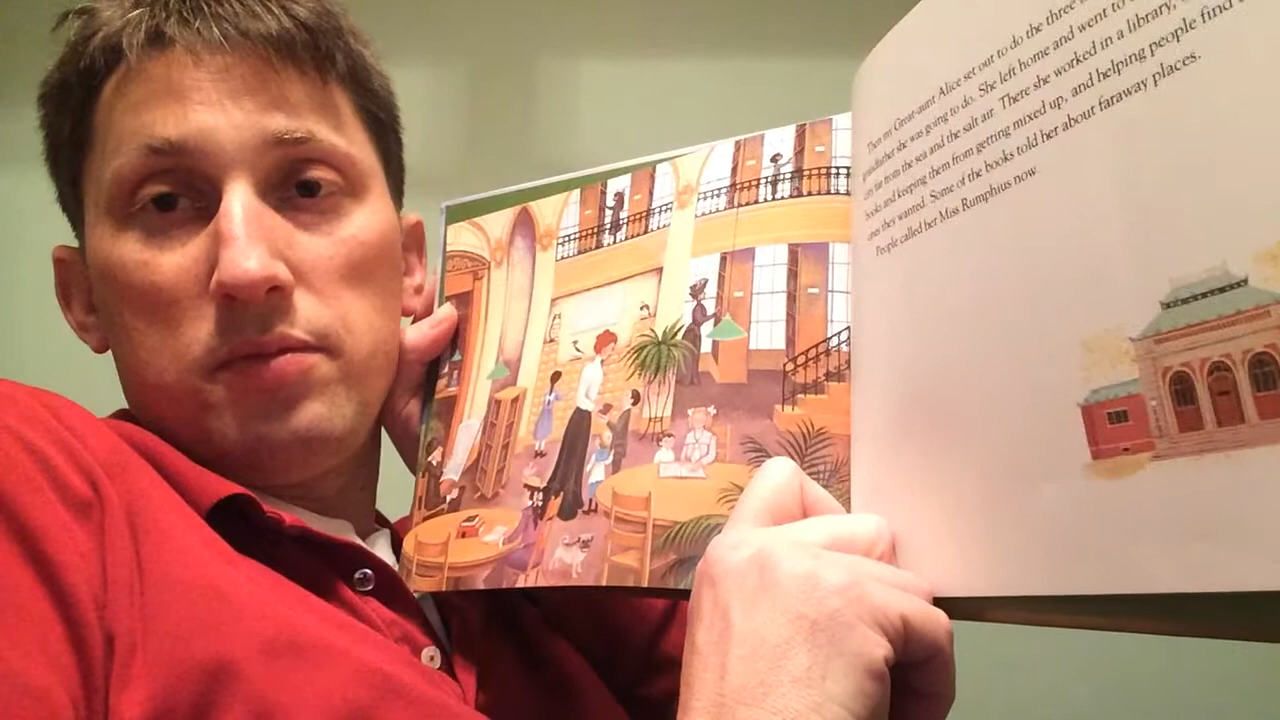 Then my Great-aunt Alice set out to do the three
grandfather she was going to do. She left home and went to
city far from the sea and the salt air. There she worked in a library,
books and keeping them from getting mixed up, and helping people find
ones they wanted. Some of the books told her about faraway places.
People called her Miss Rumphius now